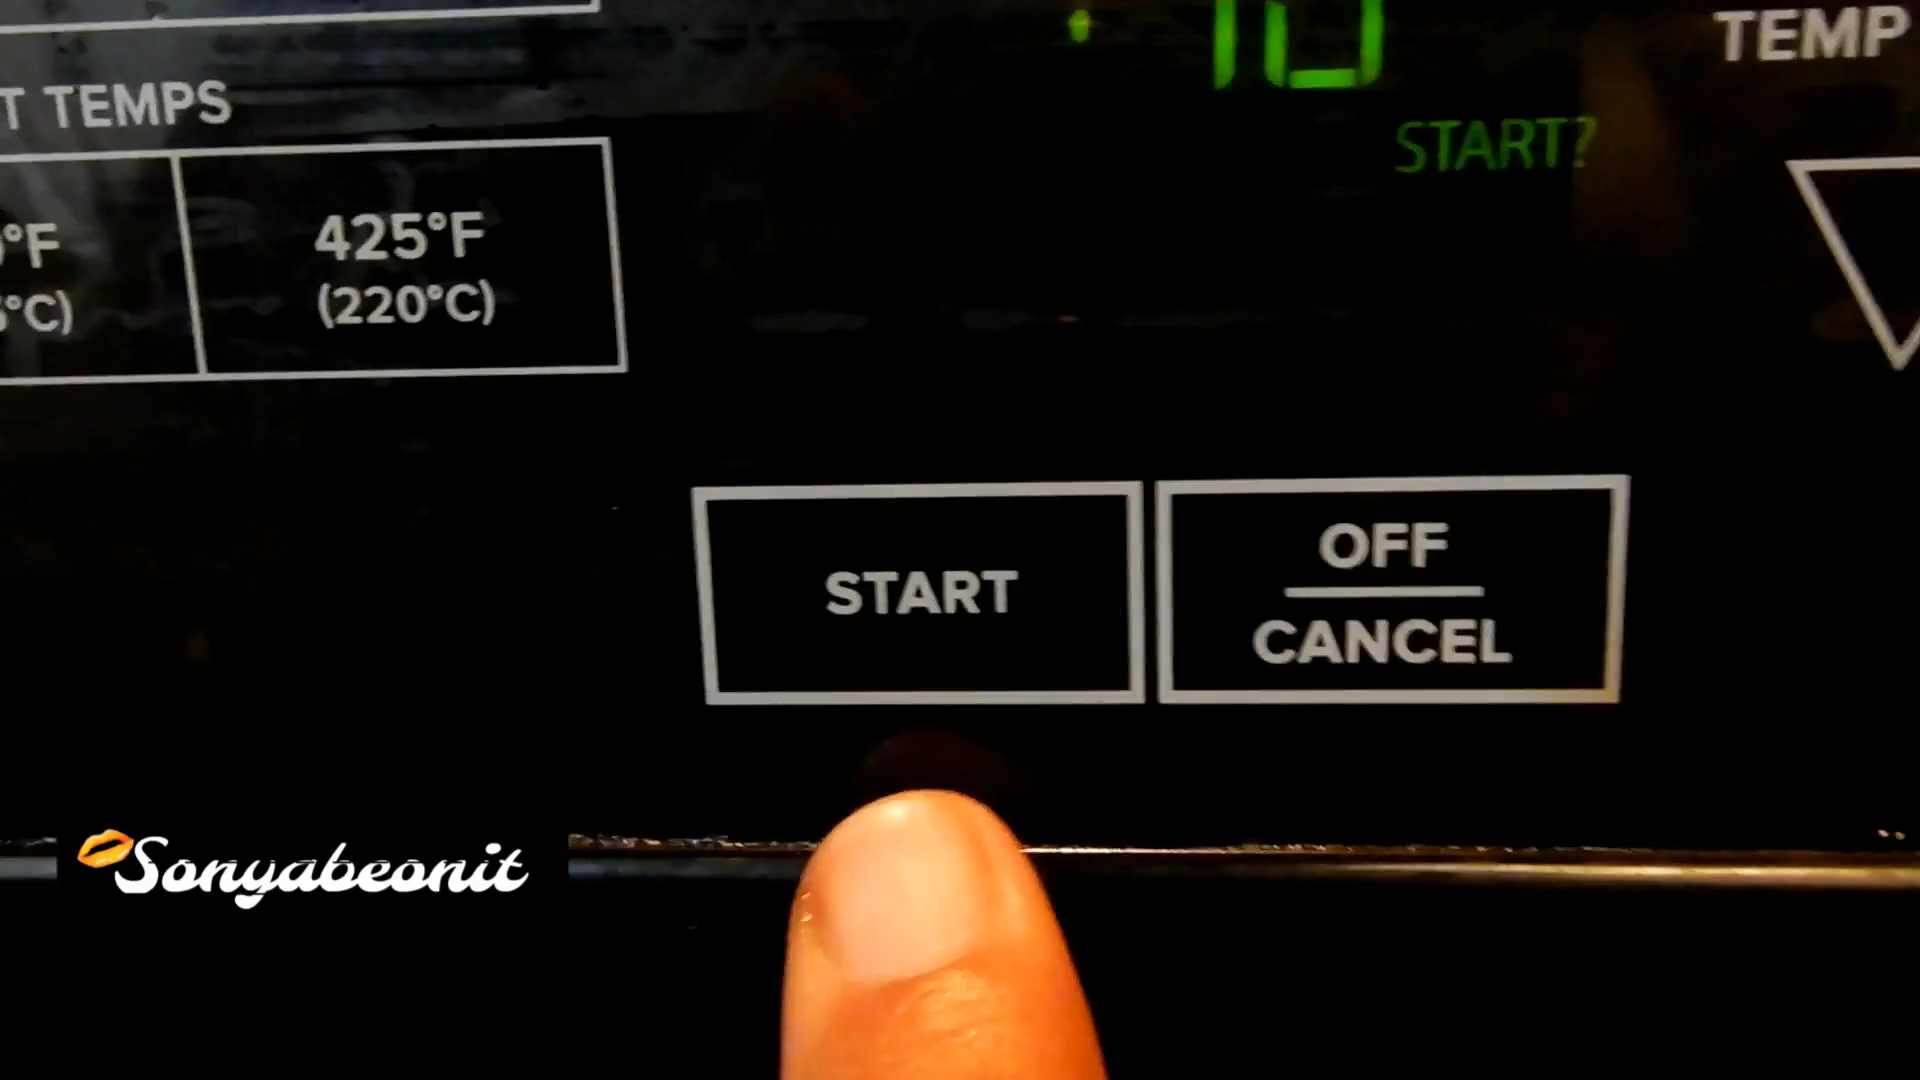 T TEMPS
°F
°C)
425°F
(220°C)
START?
TEMP
START
OFF
CANCEL
Sonyabeonit